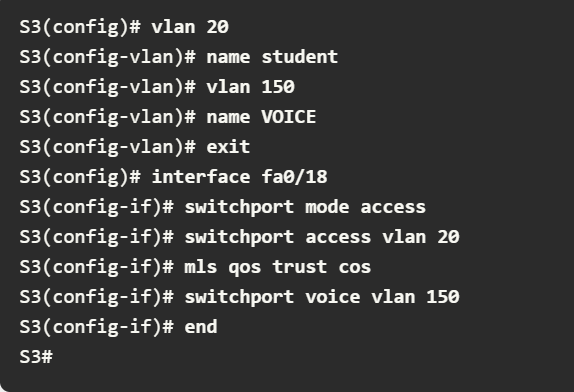 S3(config)# vlan 20
S3(config-vlan)# name student
S3(config-vlan)# vlan 150
S3(config-vlan)# name VOICE
S3(config-vlan)# exit
S3(config)# interface fa0/18
S3(config-if)# switchport mode access
S3(config-if)# switchport access vlan 20
S3(config-if)# mls qos trust cos
S3(config-if)# switchport voice vlan 150
S3(config-if)# end
S3#